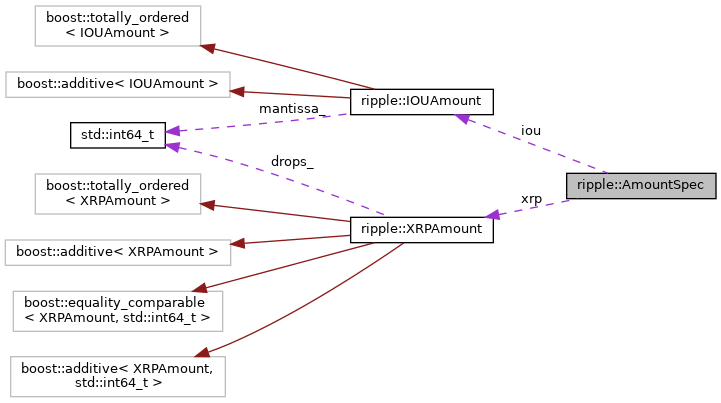 boost::totally_ordered
< IOUAmount >
boost::additive< IOUAmount >
ripple::IOUAmount
mantissa_
iou
std::int64_t
drops_
boost::totally_ordered
< XRPAmount >
ripple::AmountSpec
xrp
ripple::XRPAmount
boost::additive< XRPAmount >
boost::equality_comparable
< XRPAmount, std::int64_t >
boost::additive< XRPAmount,
std::int64_t >